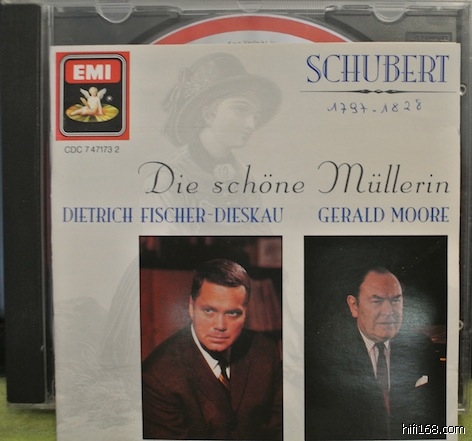 SCHUBERT
1797-1828
EMI
CDC 7 47173 2
Die schöne Müllerin
DIETRICH FISCHER-DIESKAU GERALD MOORE
hifi168.com